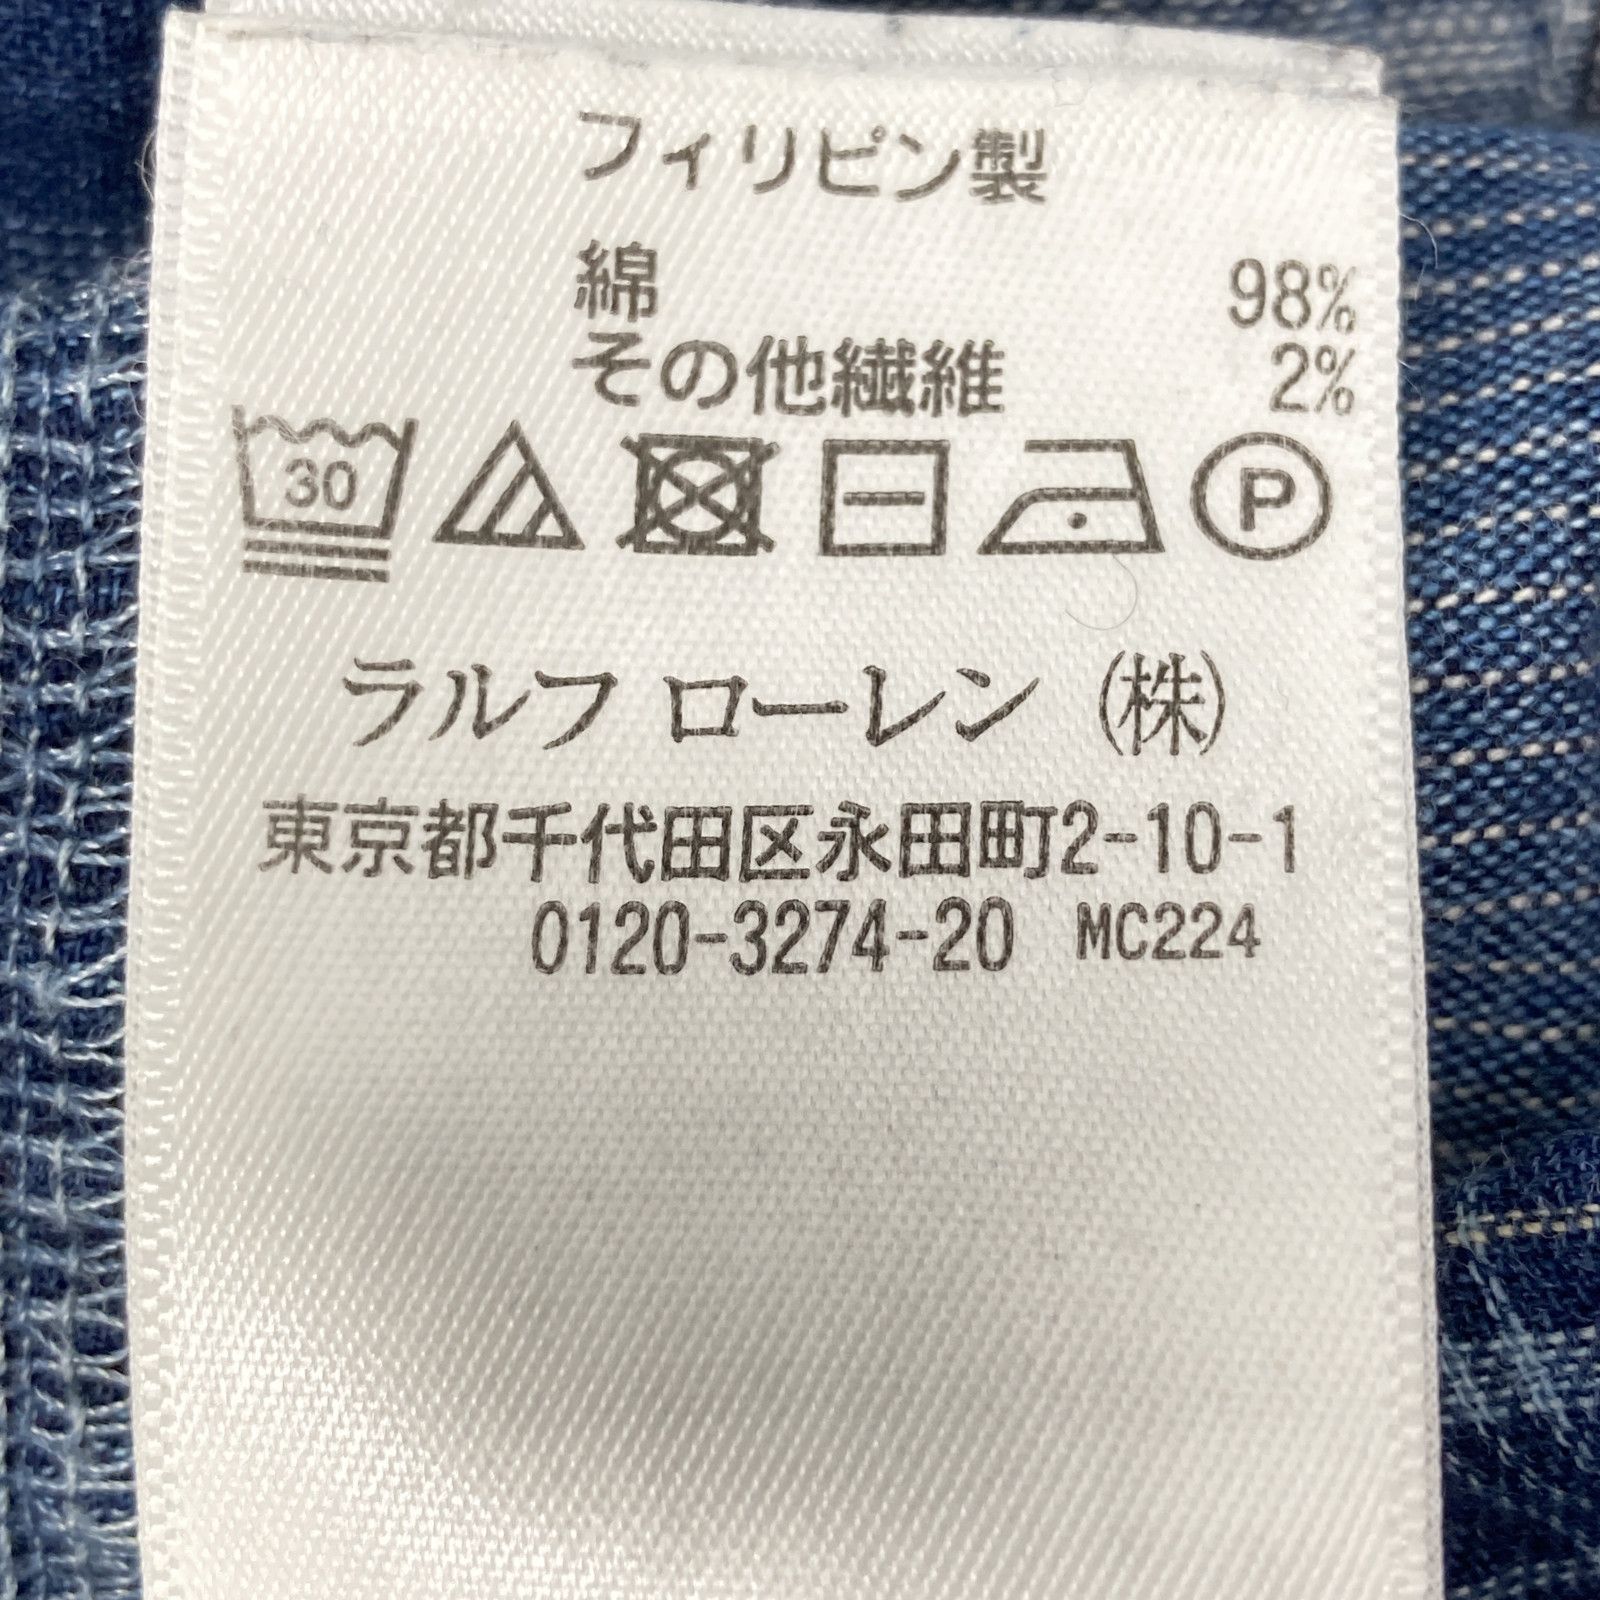 フィリピン製
綿 98%
その他繊維 2%
30 P
ラルフ ローレン (株)
東京都千代田区永田町2-10-1
0120-3274-20 MC224